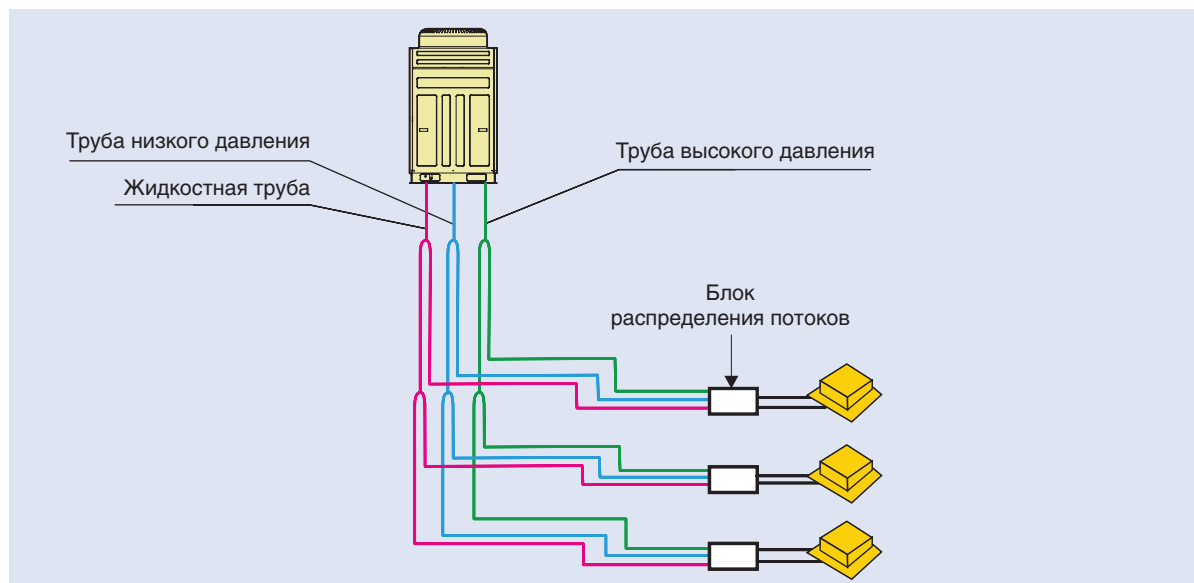 Труба низкого давления
Жидкостная труба
Труба высокого давления
Блок
распределения потоков